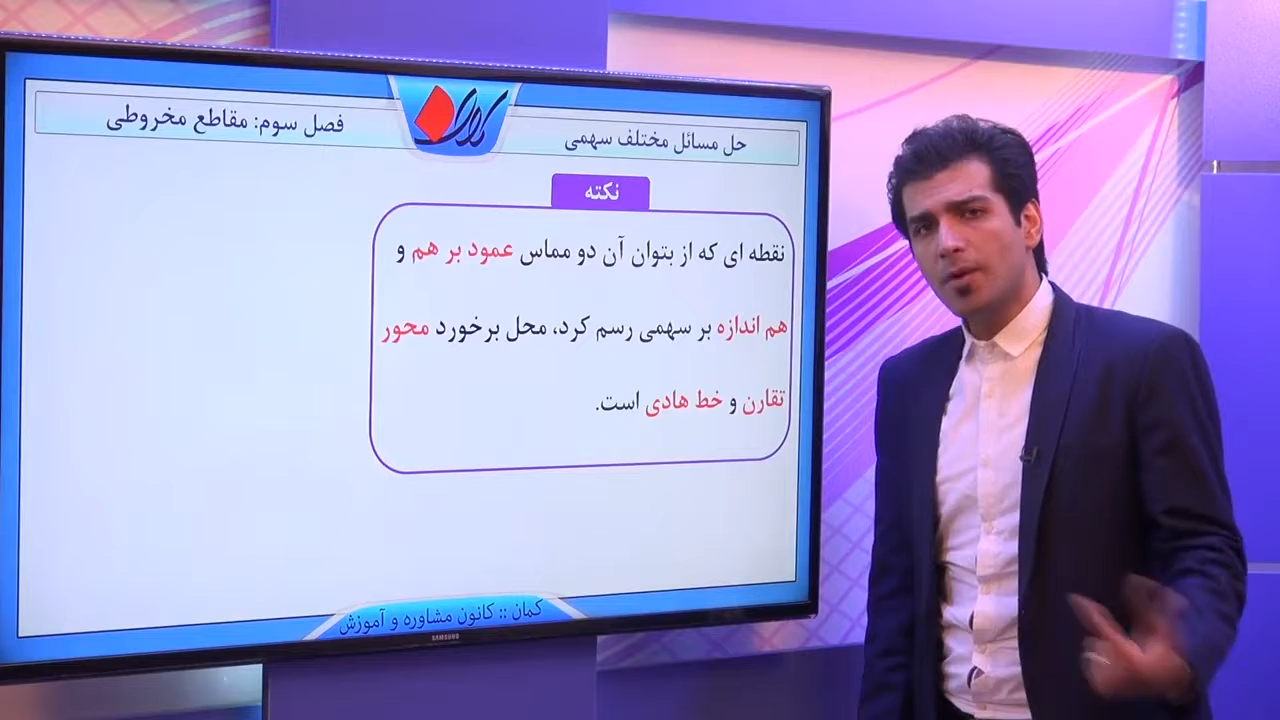 حل مسائل مختلف سهمی
فصل سوم: مقاطع مخروطی
نکته
نقطه ای که از بتوان آن دو مماس عمود بر هم و
هم اندازه بر سهمی رسم کرد، محل برخورد محور
تقارن و خط هادی است.
کمان :: کانون مشاوره و آموزش
SAMSUNG